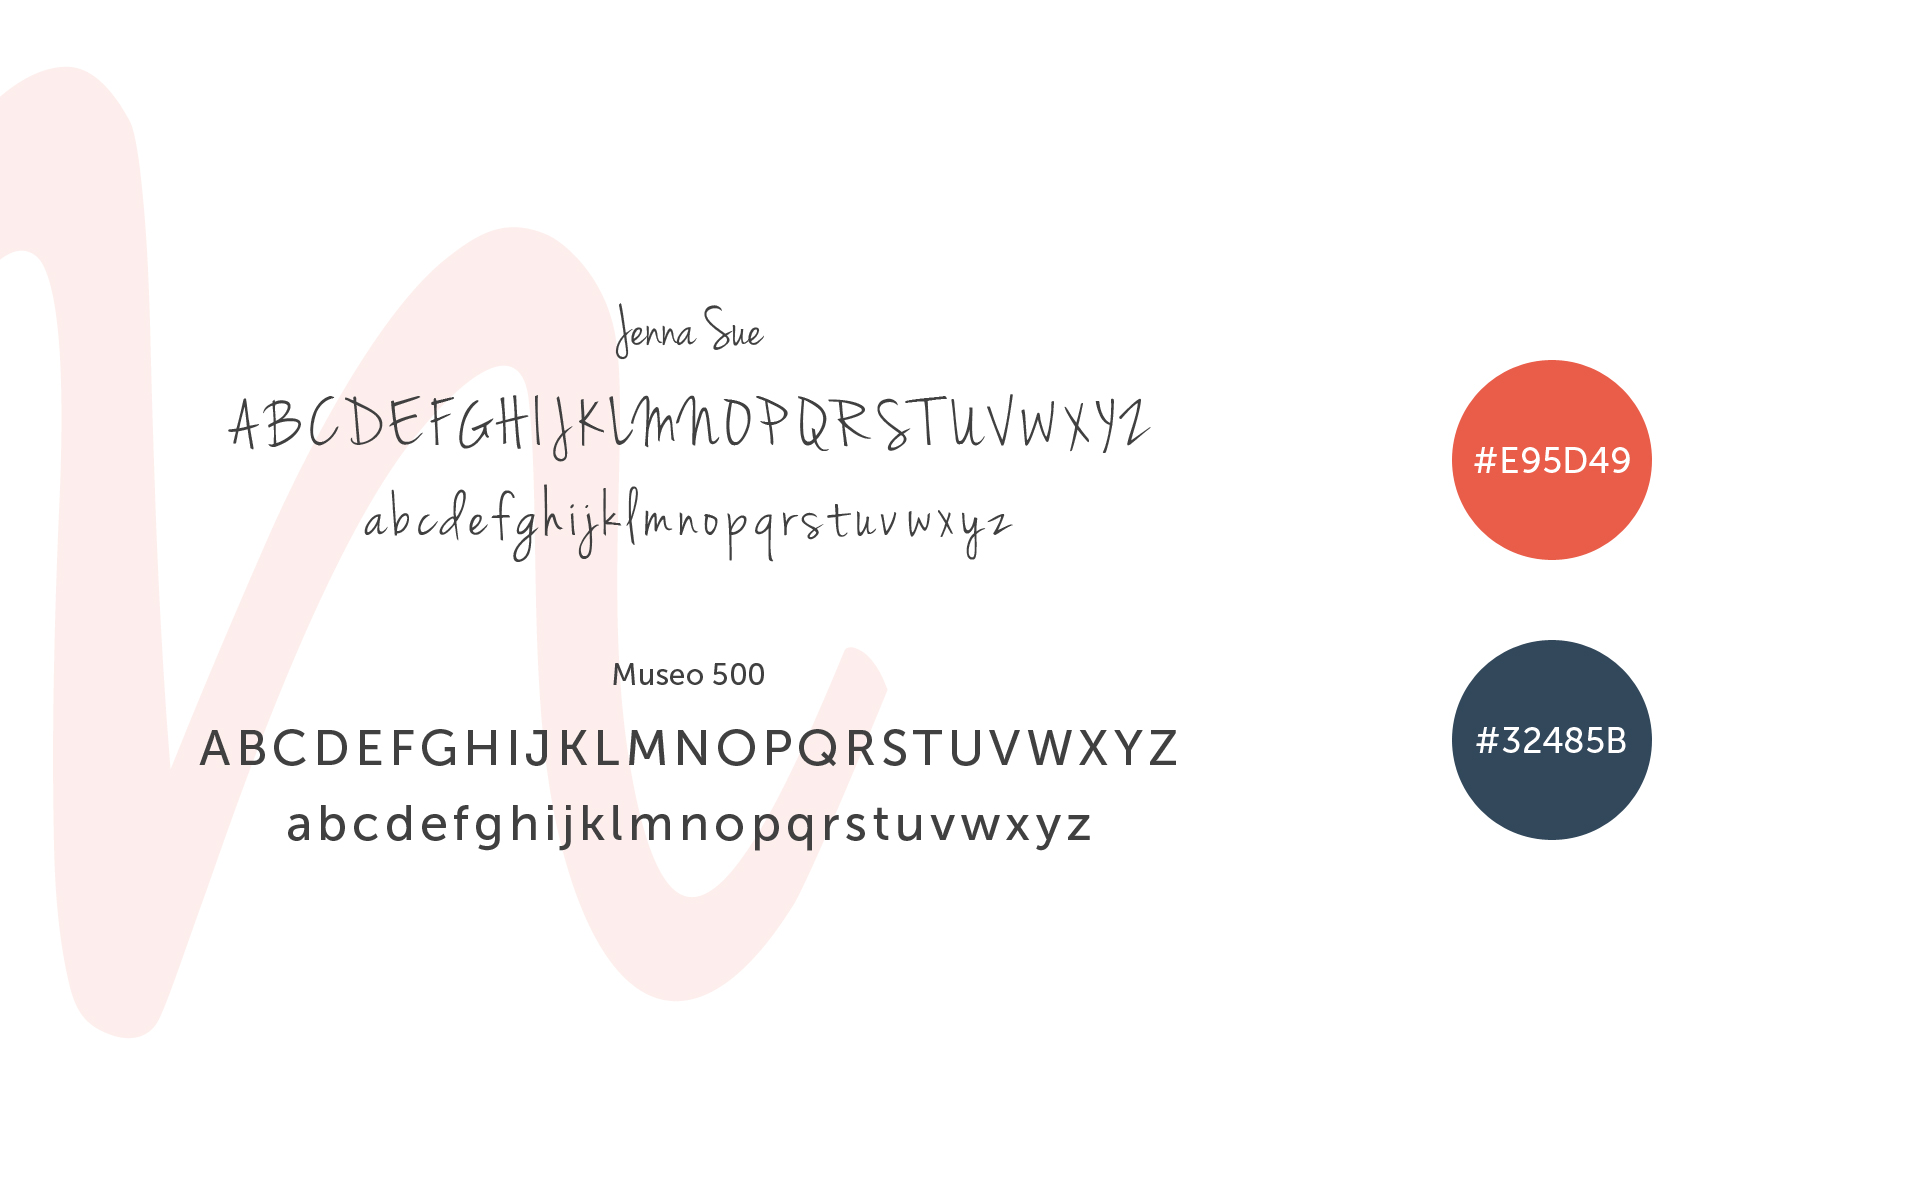 Jenna Sue
ABCDEFGHIJKLMNOPQRSTUVWXYZ
abcdefghijklmnopqrstuvwxyz
Museo 500
ABCDEFGHIJKLMNOPQRSTUVWXYZ
abcdefghijklmnopqrstuvwxyz
#E95D49
#32485B